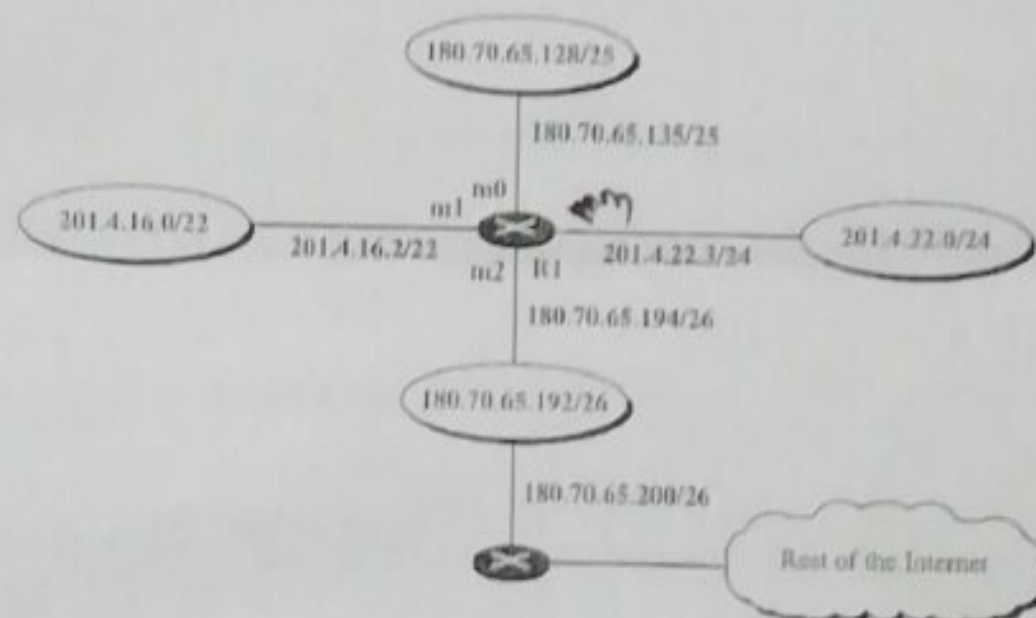 180.70.65.128/25
180.70.65.135/25
m0
m1
201.4.16.0/22
201.4.16.2/22
201.4.22.3/24
201.4.22.0/24
m2
R1
180.70.65.194/26
180.70.65.192/26
180.70.65.200/26
Rest of the Internet